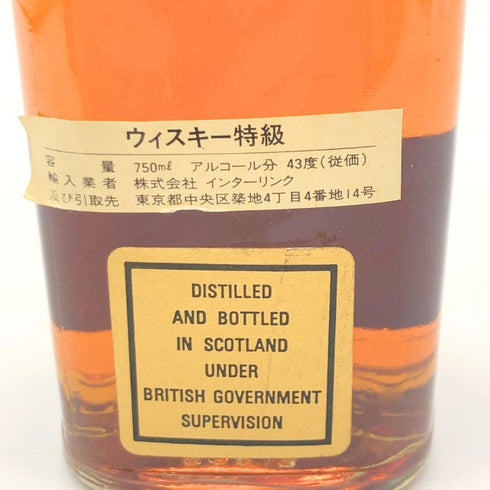 ウィスキー特級
容 量 750ml アルコール分 43度(従価)
輸入業者 株式会社 インターリンク
及び引取先 東京都中央区築地4丁目4番地14号
DISTILLED
AND BOTTLED
IN SCOTLAND
UNDER
BRITISH GOVERNMENT
SUPERVISION